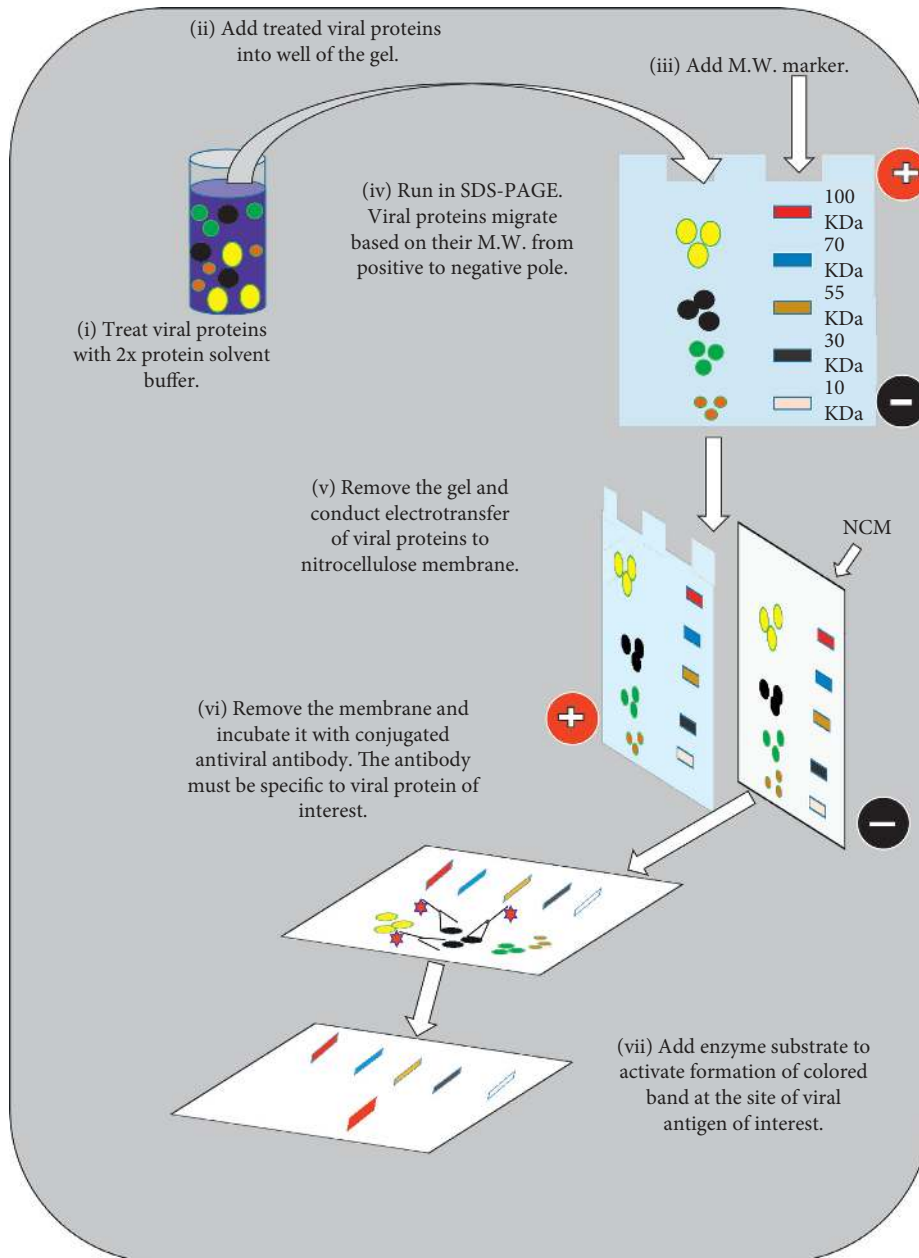 (ii) Add treated viral proteins
into well of the gel.
(iii) Add M.W. marker.
(iv) Run in SDS-PAGE.
Viral proteins migrate
based on their M.W. from
positive to negative pole.
+
100
KDa
70
KDa
55
KDa
30
KDa
10
KDa
−
(i) Treat viral proteins
with 2x protein solvent
buffer.
(v) Remove the gel and
conduct electrotransfer
of viral proteins to
nitrocellulose membrane.
NCM
(vi) Remove the membrane and
incubate it with conjugated
antiviral antibody. The antibody
must be specific to viral protein of
interest.
+
−
(vii) Add enzyme substrate to
activate formation of colored
band at the site of viral
antigen of interest.